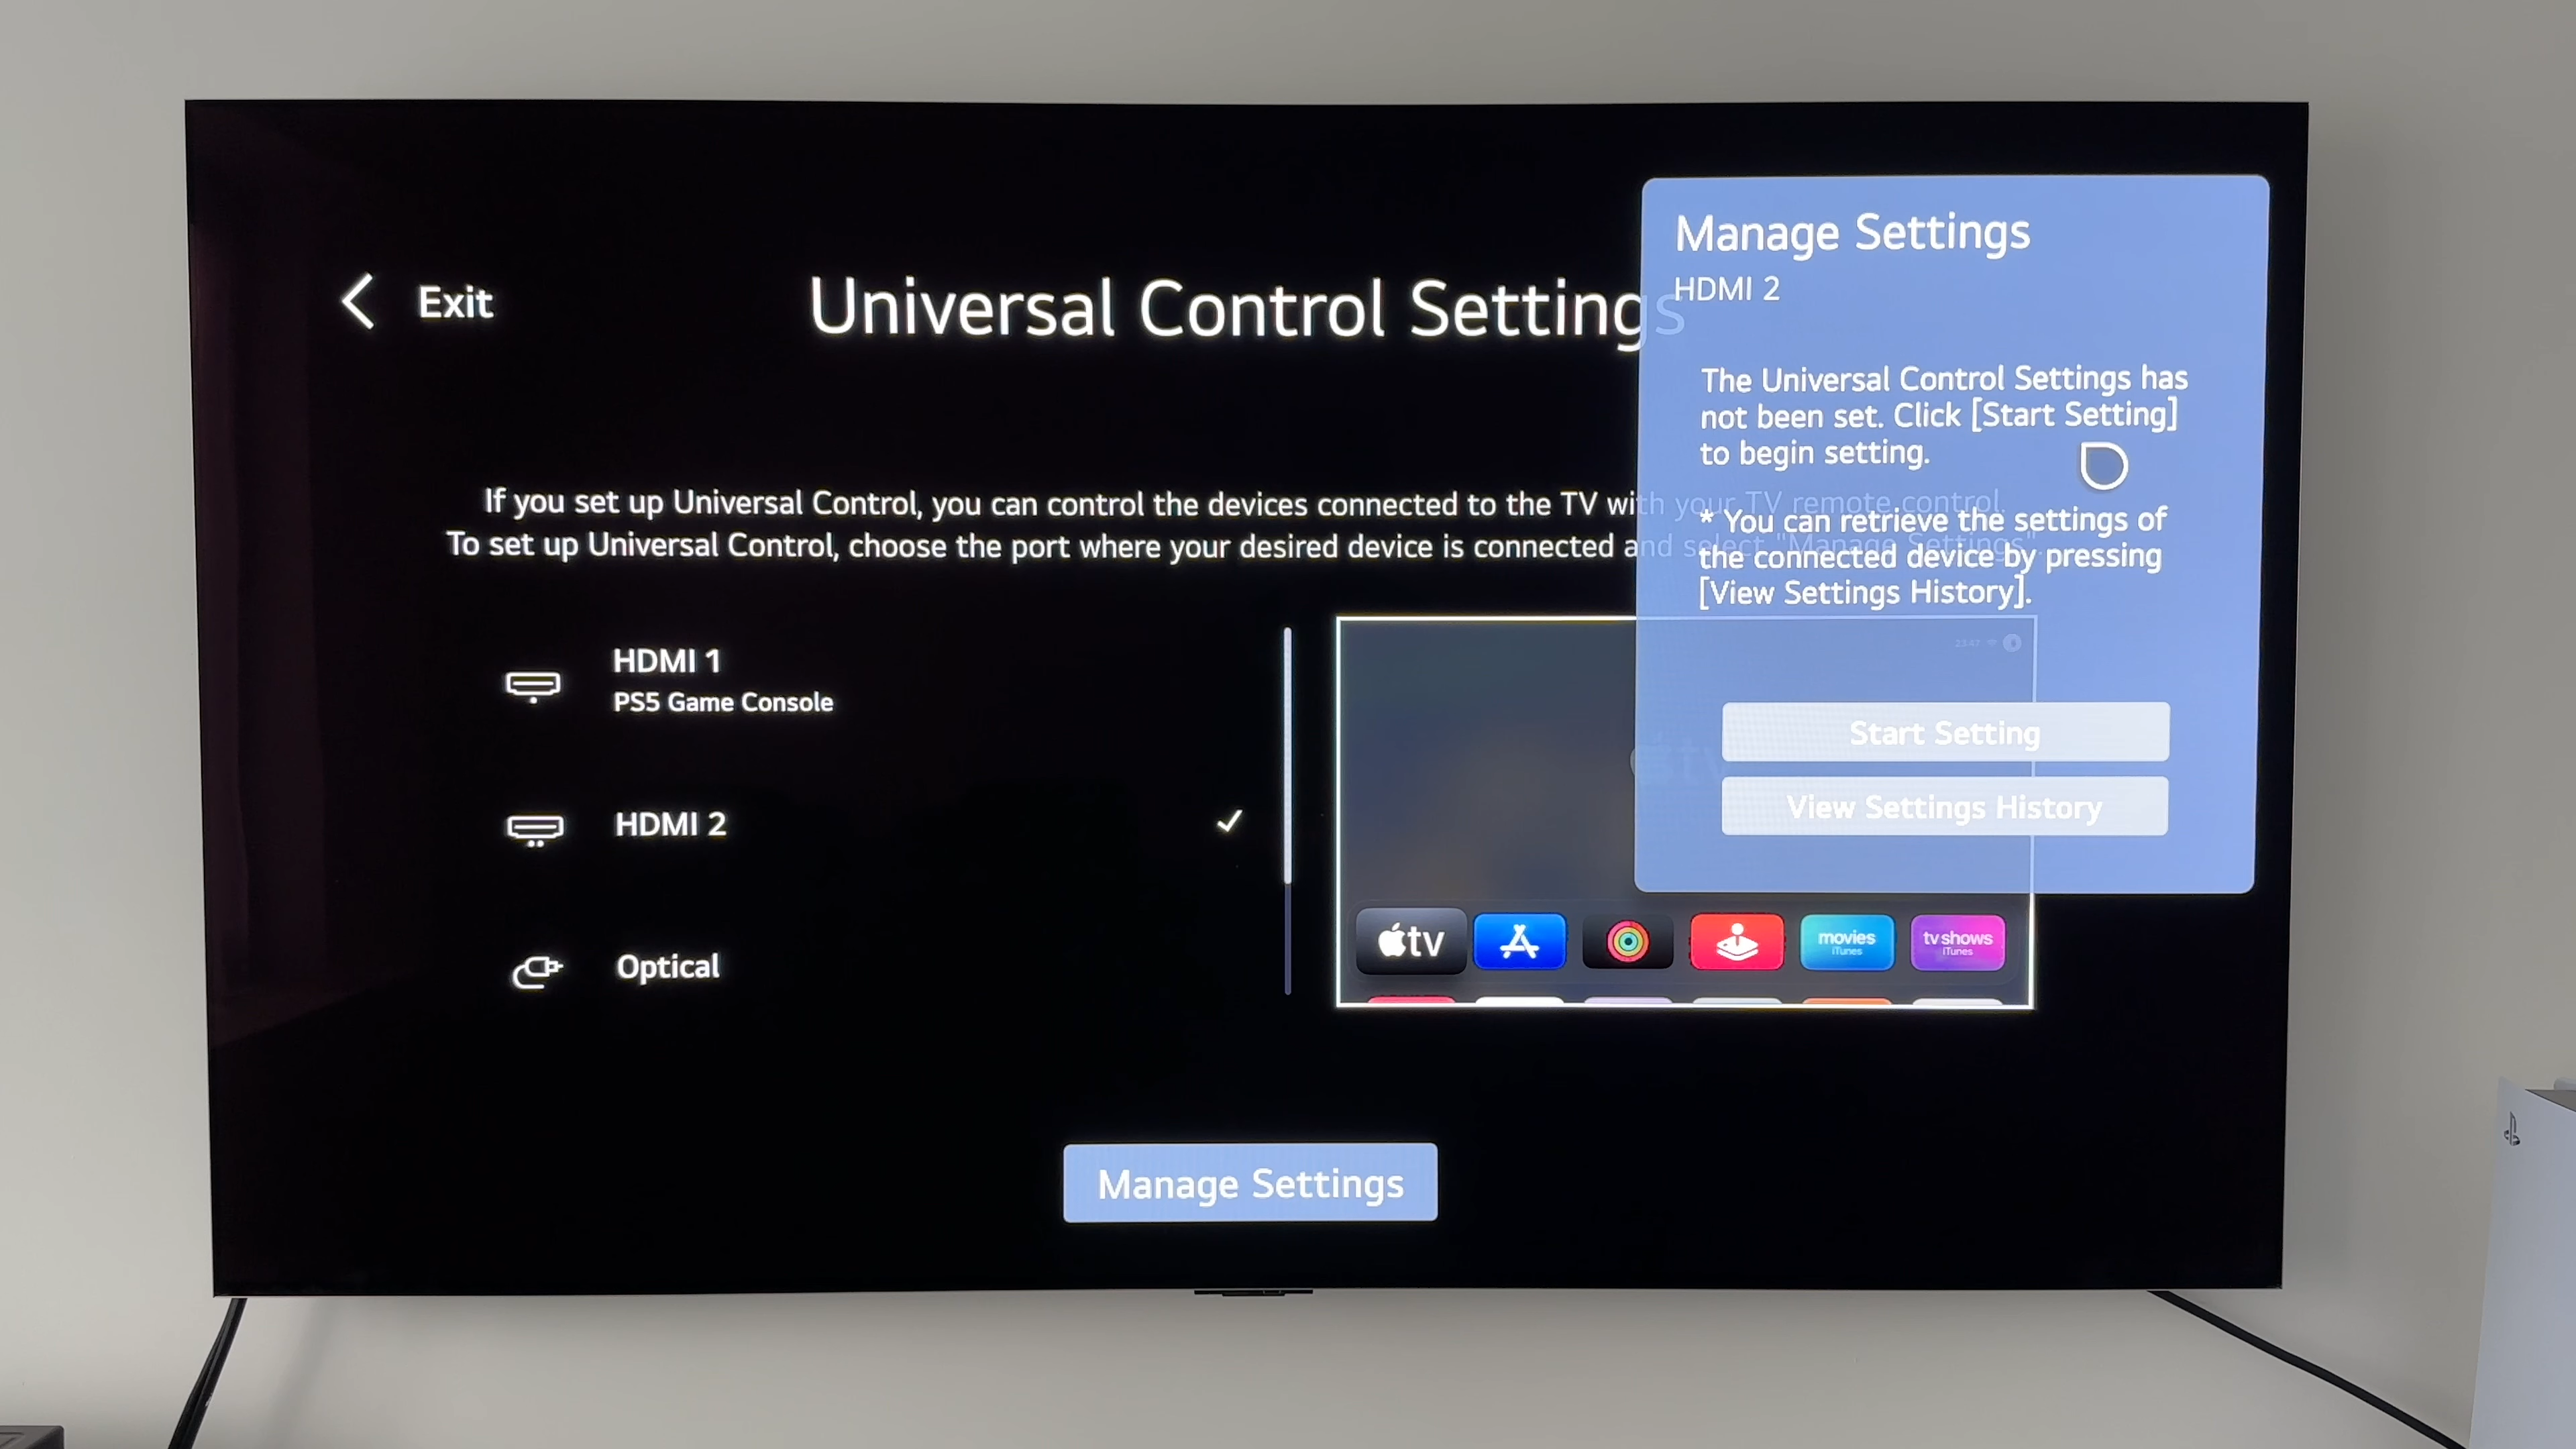 Exit
Universal Control Settings
If you set up Universal Control, you can control the devices connected to the TV with your TV remote control.
To set up Universal Control, choose the port where your desired device is connected and select "Manage Settings".
HDMI 1
PS5 Game Console
HDMI 2
Optical
Manage Settings
HDMI 2
The Universal Control Settings has
not been set. Click [Start Setting]
to begin setting.
* You can retrieve the settings of
the connected device by pressing
[View Settings History].
Start Setting
View Settings History
tv
tv
movies
iTunes
tv shows
iTunes
Manage Settings